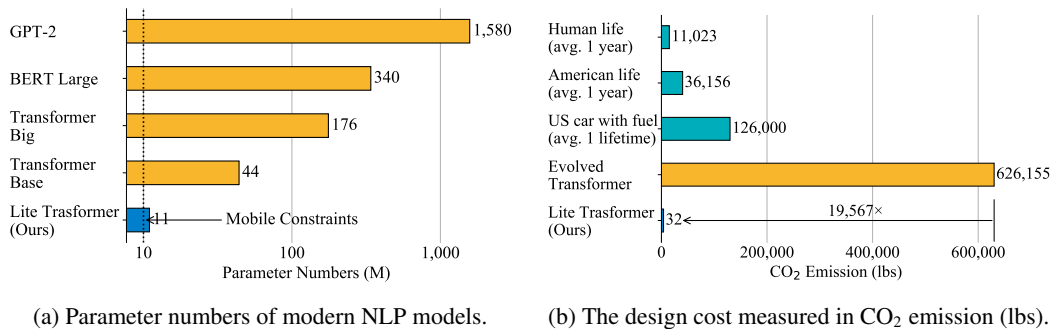 GPT-2
1,580
BERT Large
340
Transformer
Big
176
Transformer
Base
44
Lite Trasformer
(Ours)
11
Mobile Constraints
10
100
1,000
Parameter Numbers (M)
(a) Parameter numbers of modern NLP models.
Human life
(avg. 1 year)
11,023
American life
(avg. 1 year)
36,156
US car with fuel
(avg. 1 lifetime)
126,000
Evolved
Transformer
626,155
Lite Trasformer
(Ours)
32
19,567×
0
200,000
400,000
600,000
CO₂ Emission (lbs)
(b) The design cost measured in CO₂ emission (lbs).